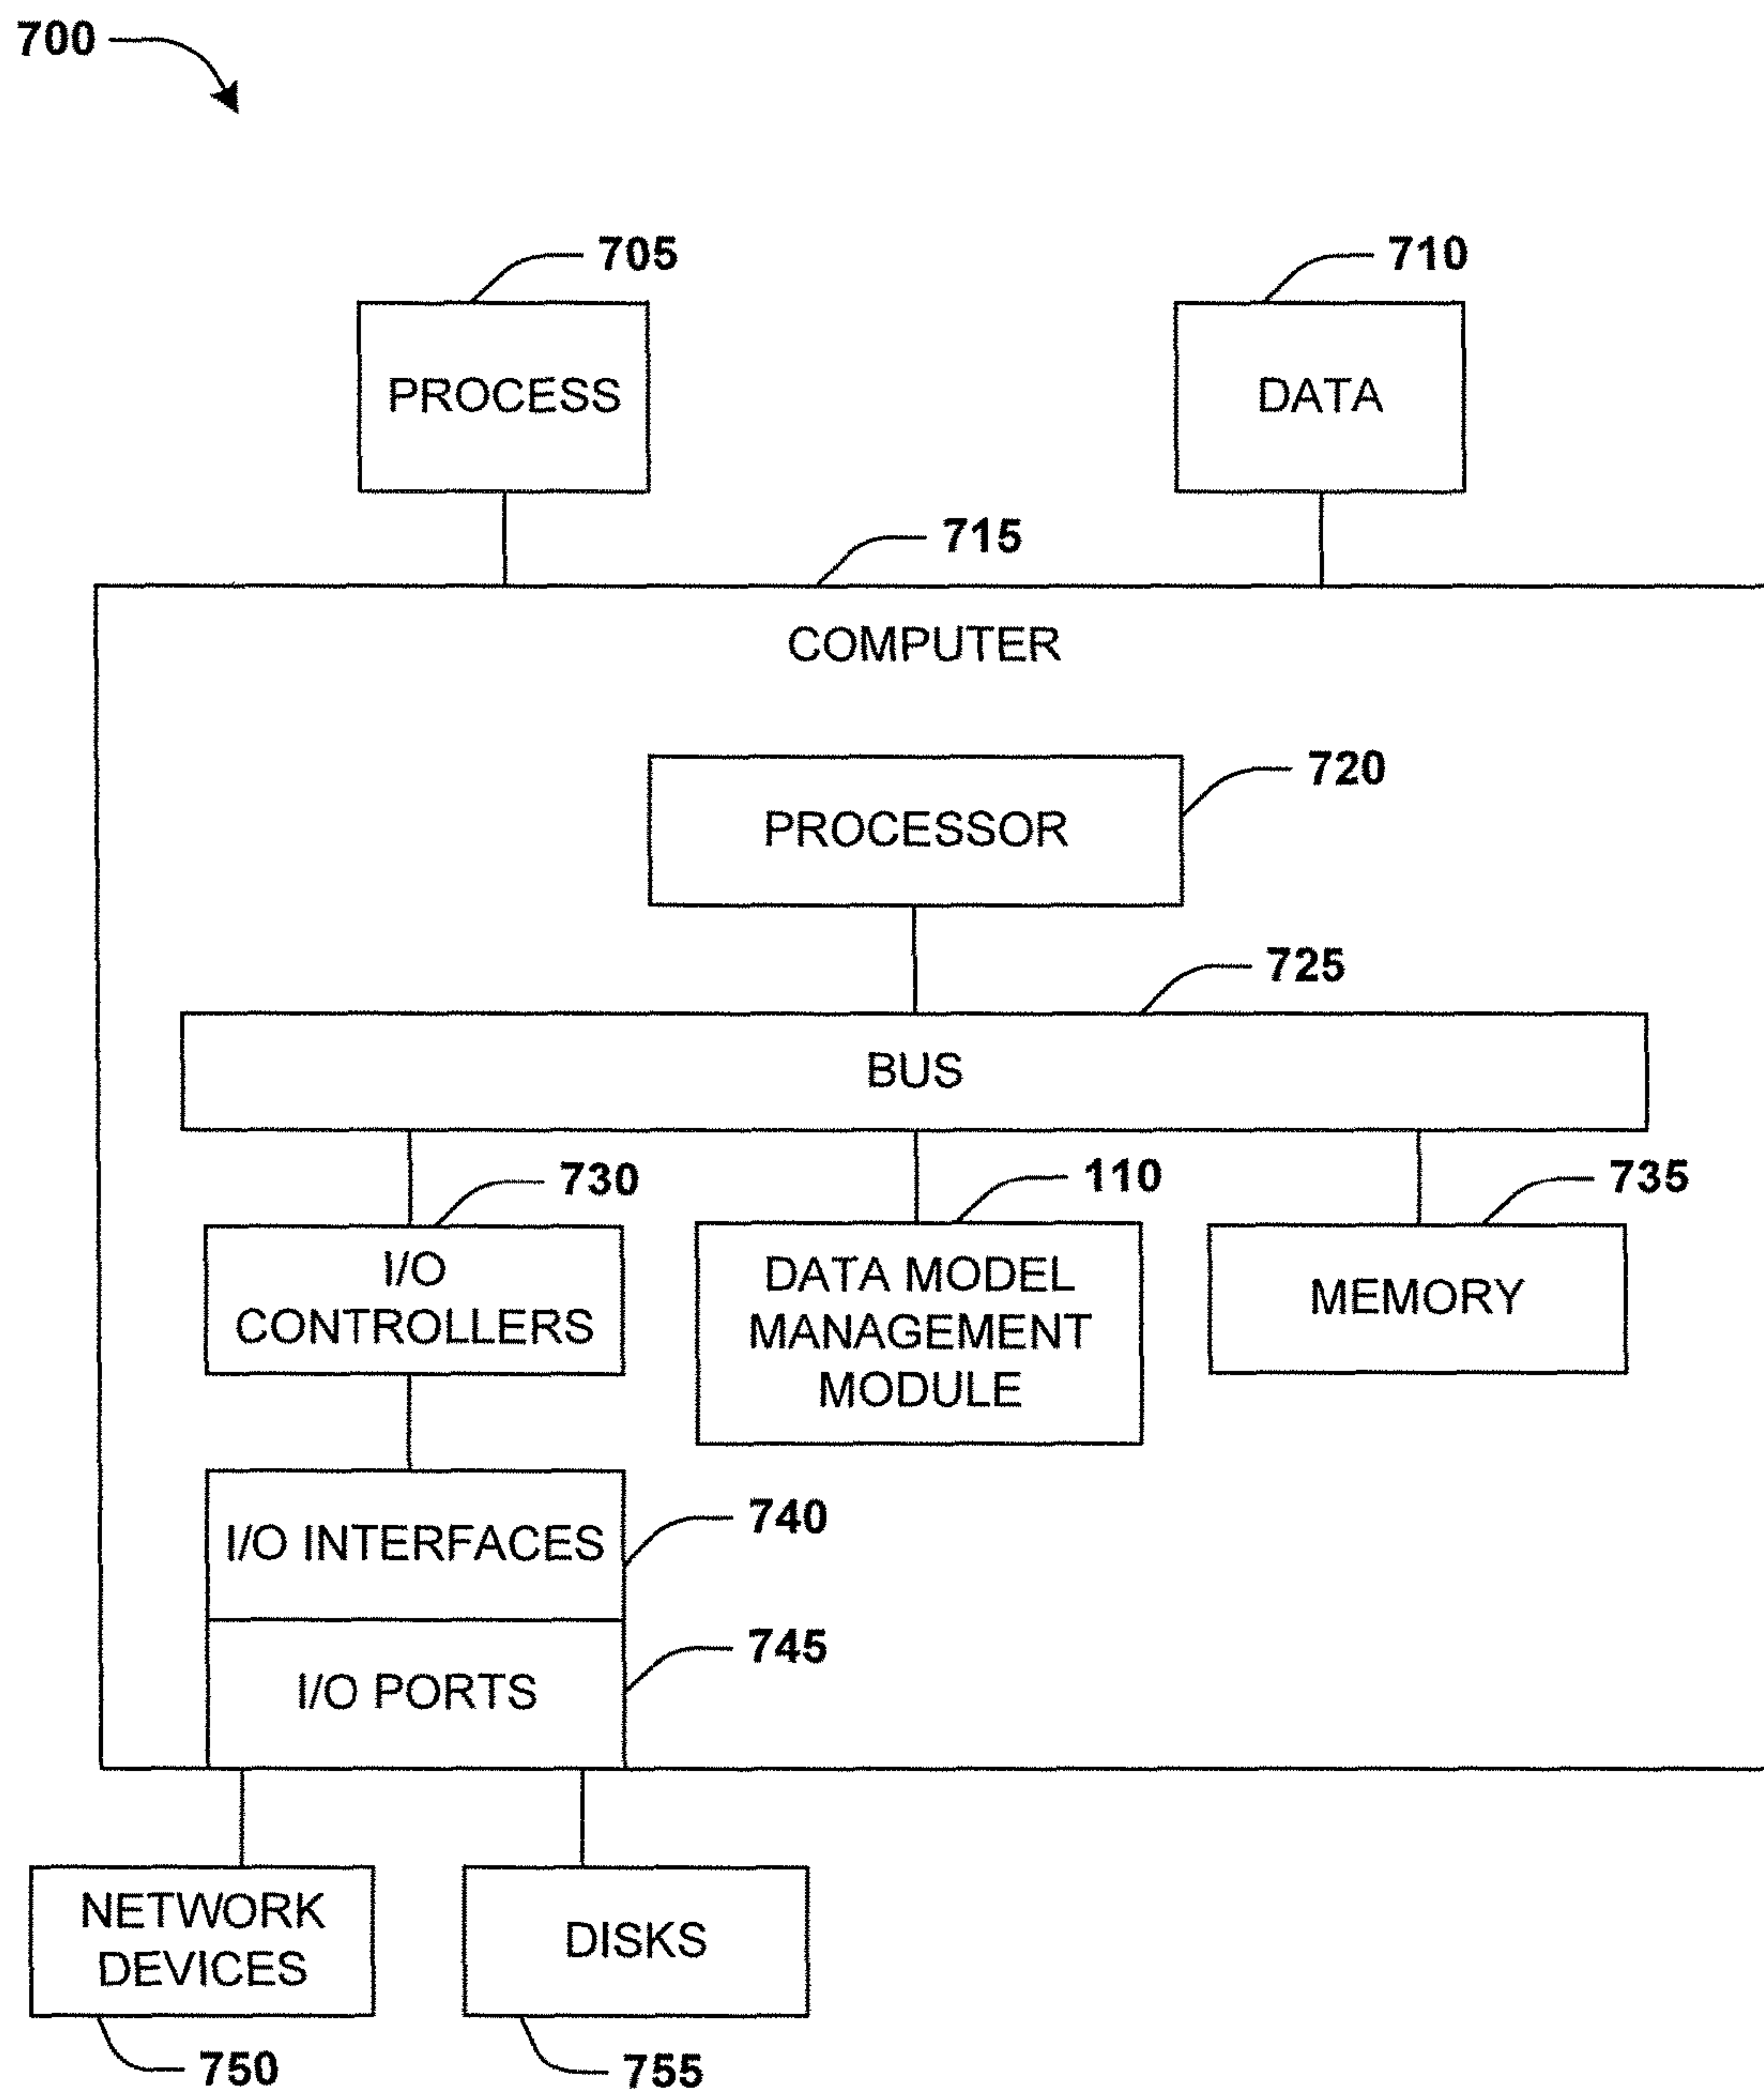 700
705
710
PROCESS
DATA
715
COMPUTER
720
PROCESSOR
725
BUS
730
110
735
I/O
CONTROLLERS
DATA MODEL
MANAGEMENT
MODULE
MEMORY
740
I/O INTERFACES
745
I/O PORTS
NETWORK
DEVICES
DISKS
750
755